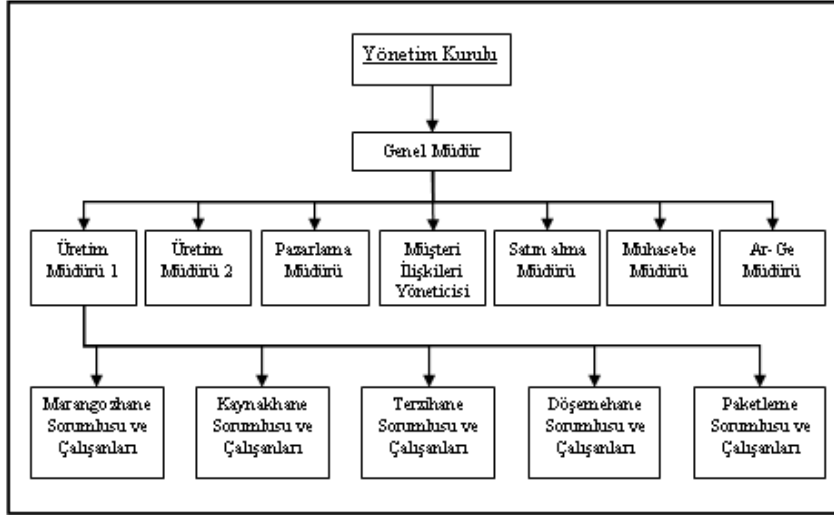 Yönetim Kurulu
Genel Müdür
Üretim
Müdürü 1
Üretim
Müdürü 2
Pazarlama
Müdürü
Müşteri
İlişkileri
Yöneticisi
Satın alma
Müdürü
Muhasebe
Müdürü
Ar- Ge
Müdürü
Marangozhane
Sorumlusu ve
Çalışanları
Kaynakhane
Sorumlusu ve
Çalışanları
Terzihane
Sorumlusu ve
Çalışanları
Döşemehane
Sorumlusu ve
Çalışanları
Paketleme
Sorumlusu ve
Çalışanları